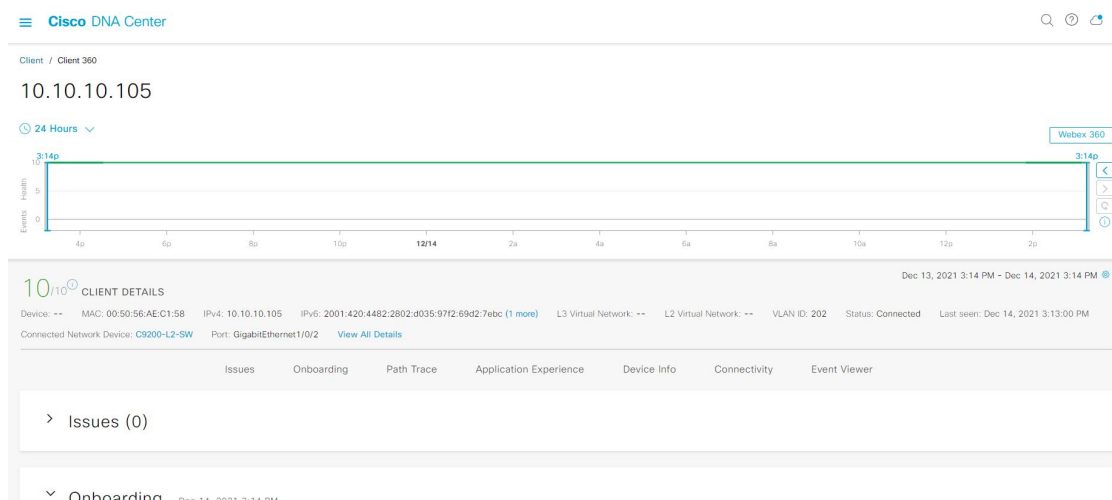 Cisco DNA Center
Client / Client 360
10.10.10.105
24 Hours
Webex 360
3:14p 3:14p
10
Health 5
Events 0
4p 6p 8p 10p 12/14 2a 4a 6a 8a 10a 12p 2p
Dec 13, 2021 3:14 PM - Dec 14, 2021 3:14 PM
10/10 CLIENT DETAILS
Device: -- MAC: 00:50:56:AE:C1:58 IPv4: 10.10.10.105 IPv6: 2001:420:4482:2802:d035:97f2:69d2:7ebc (1 more) L3 Virtual Network: -- L2 Virtual Network: -- VLAN ID: 202 Status: Connected Last seen: Dec 14, 2021 3:13:00 PM
Connected Network Device: C9200-L2-SW Port: GigabitEthernet1/0/2 View All Details
Issues Onboarding Path Trace Application Experience Device Info Connectivity Event Viewer
Issues (0)
Onboarding Dec 14, 2021 3:14 PM